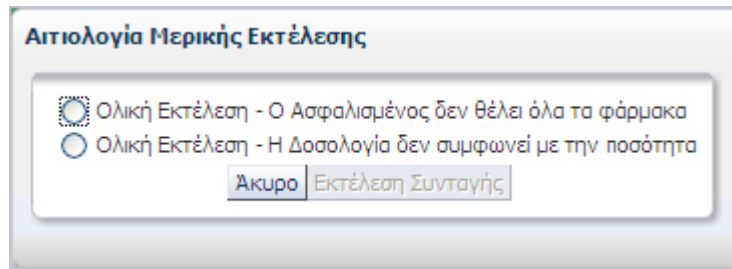 Αιτιολογία Μερικής Εκτέλεσης
Ολική Εκτέλεση - Ο Ασφαλισμένος δεν θέλει όλα τα φάρμακα
Ολική Εκτέλεση - Η Δοσολογία δεν συμφωνεί με την ποσότητα
Άκυρο Εκτέλεση Συνταγής